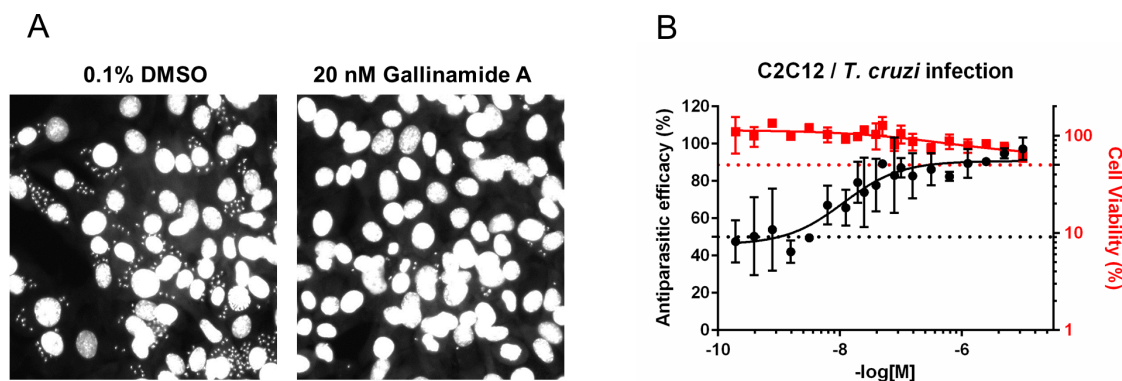 A
0.1% DMSO
20 nM Gallinamide A
B
C2C12 / T. cruzi infection
Antiparasitic efficacy (%)
120
100
80
60
40
20
0
-10
-8
-6
-log[M]
100
10
1
Cell Viability
(%)